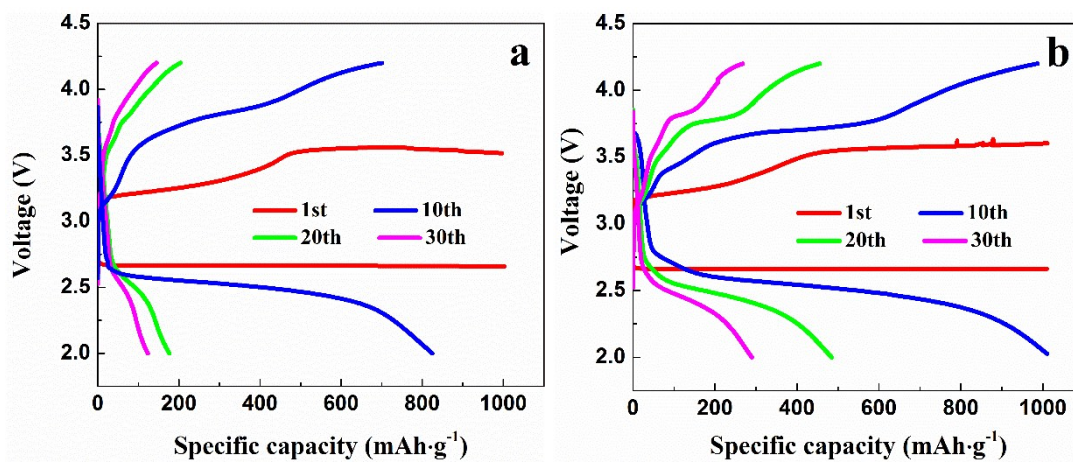 a
4.5
4.0
3.5
3.0
2.5
2.0
Voltage (V)
1st 10th
20th 30th
0 200 400 600 800 1000
Specific capacity (mAh·g⁻¹)
b
4.5
4.0
3.5
3.0
2.5
2.0
Voltage (V)
1st 10th
20th 30th
0 200 400 600 800 1000
Specific capacity (mAh·g⁻¹)